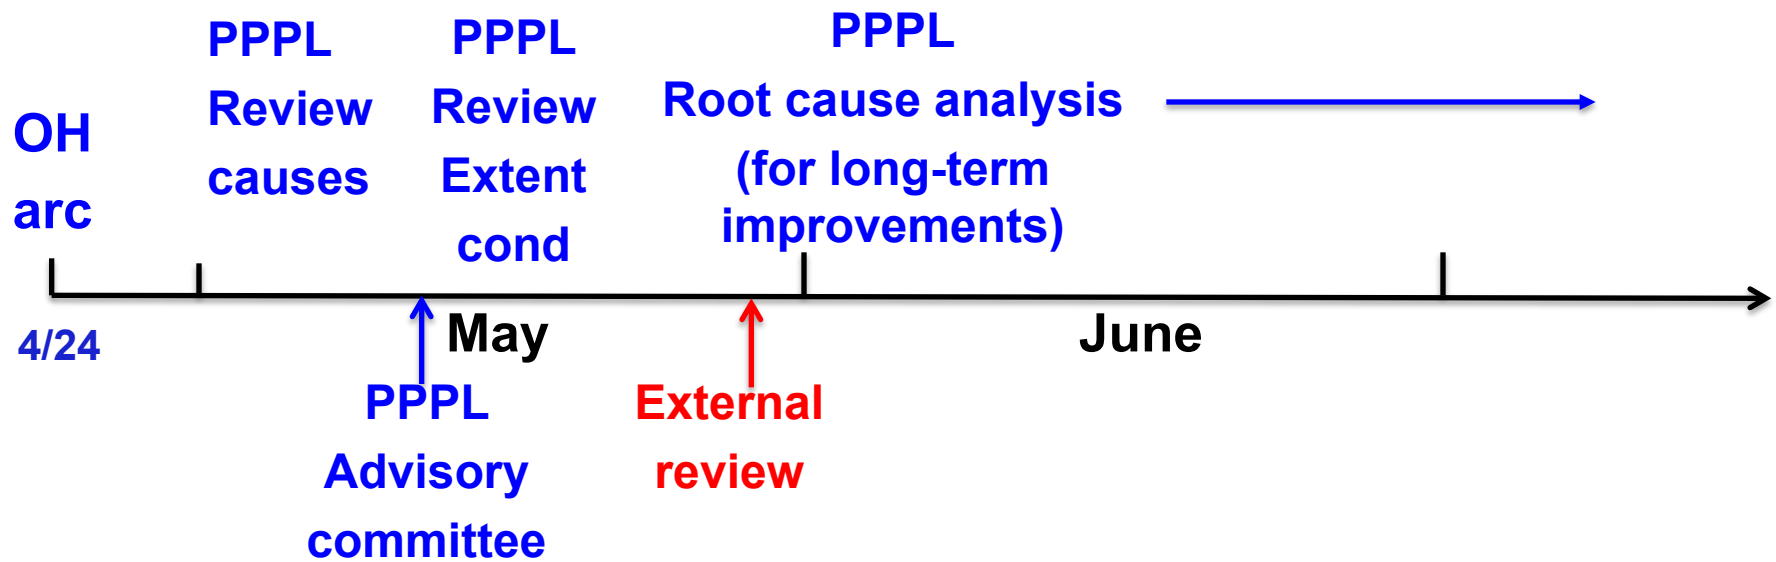 OH
arc
4/24
PPPL
Review
causes
PPPL
Review
Extent
cond
PPPL
Root cause analysis
(for long-term
improvements)
May
June
PPPL
Advisory
committee
External
review